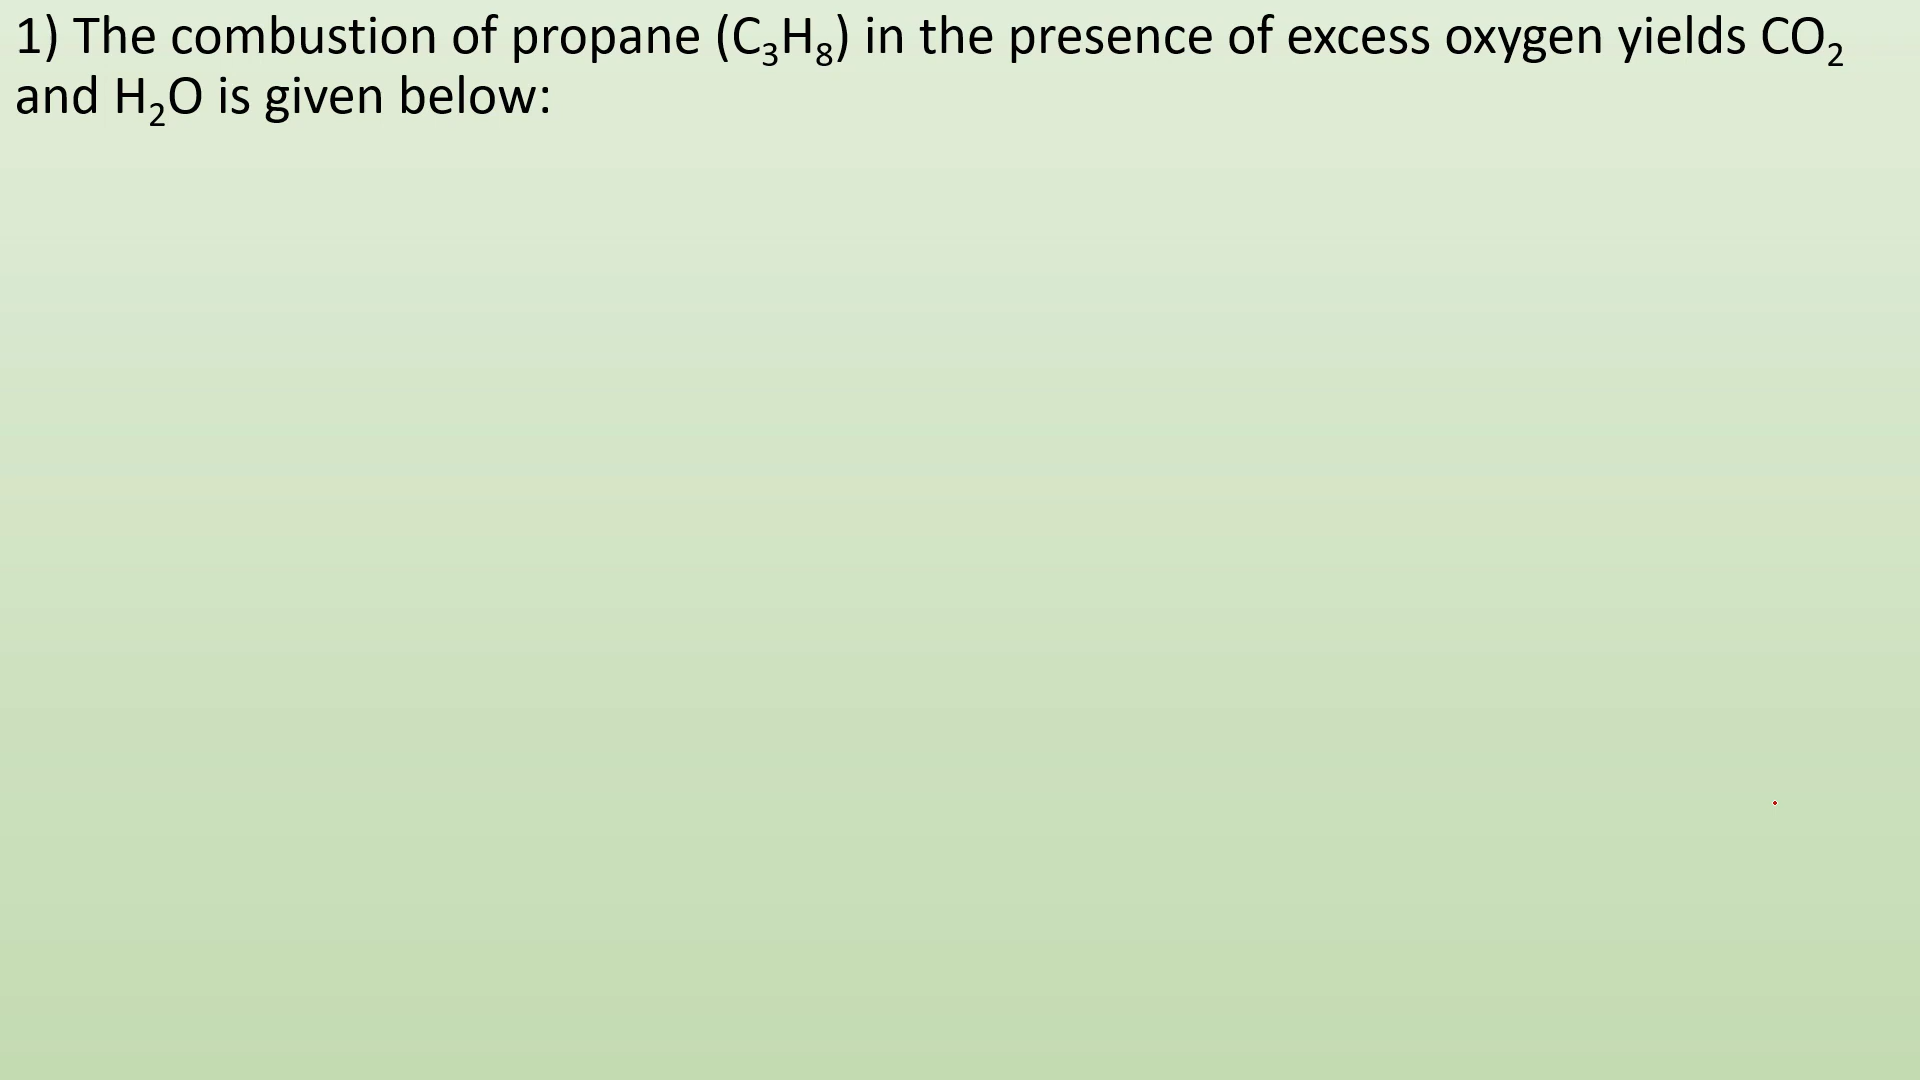 1) The combustion of propane (C₃H₈) in the presence of excess oxygen yields CO₂
and H₂O is given below: